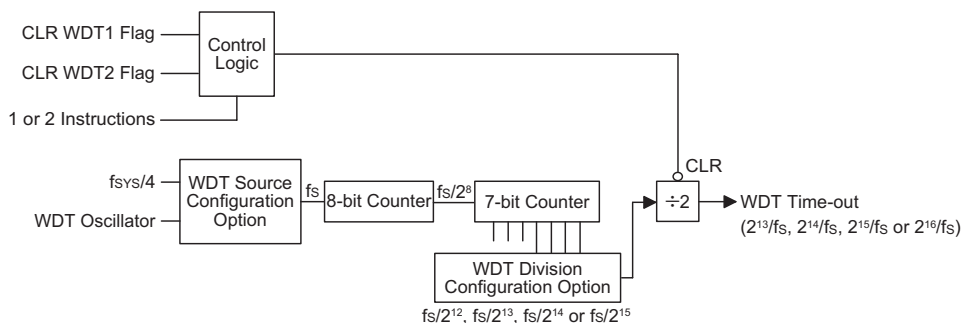 CLR WDT1 Flag
CLR WDT2 Flag
1 or 2 Instructions
Control
Logic
fSYS/4
WDT Oscillator
WDT Source
Configuration
Option
fS
8-bit Counter
fS/2⁸
7-bit Counter
WDT Division
Configuration Option
fS/2¹², fS/2¹³, fS/2¹⁴ or fS/2¹⁵
CLR
÷2
WDT Time-out
(2¹³/fS, 2¹⁴/fS, 2¹⁵/fS or 2¹⁶/fS)